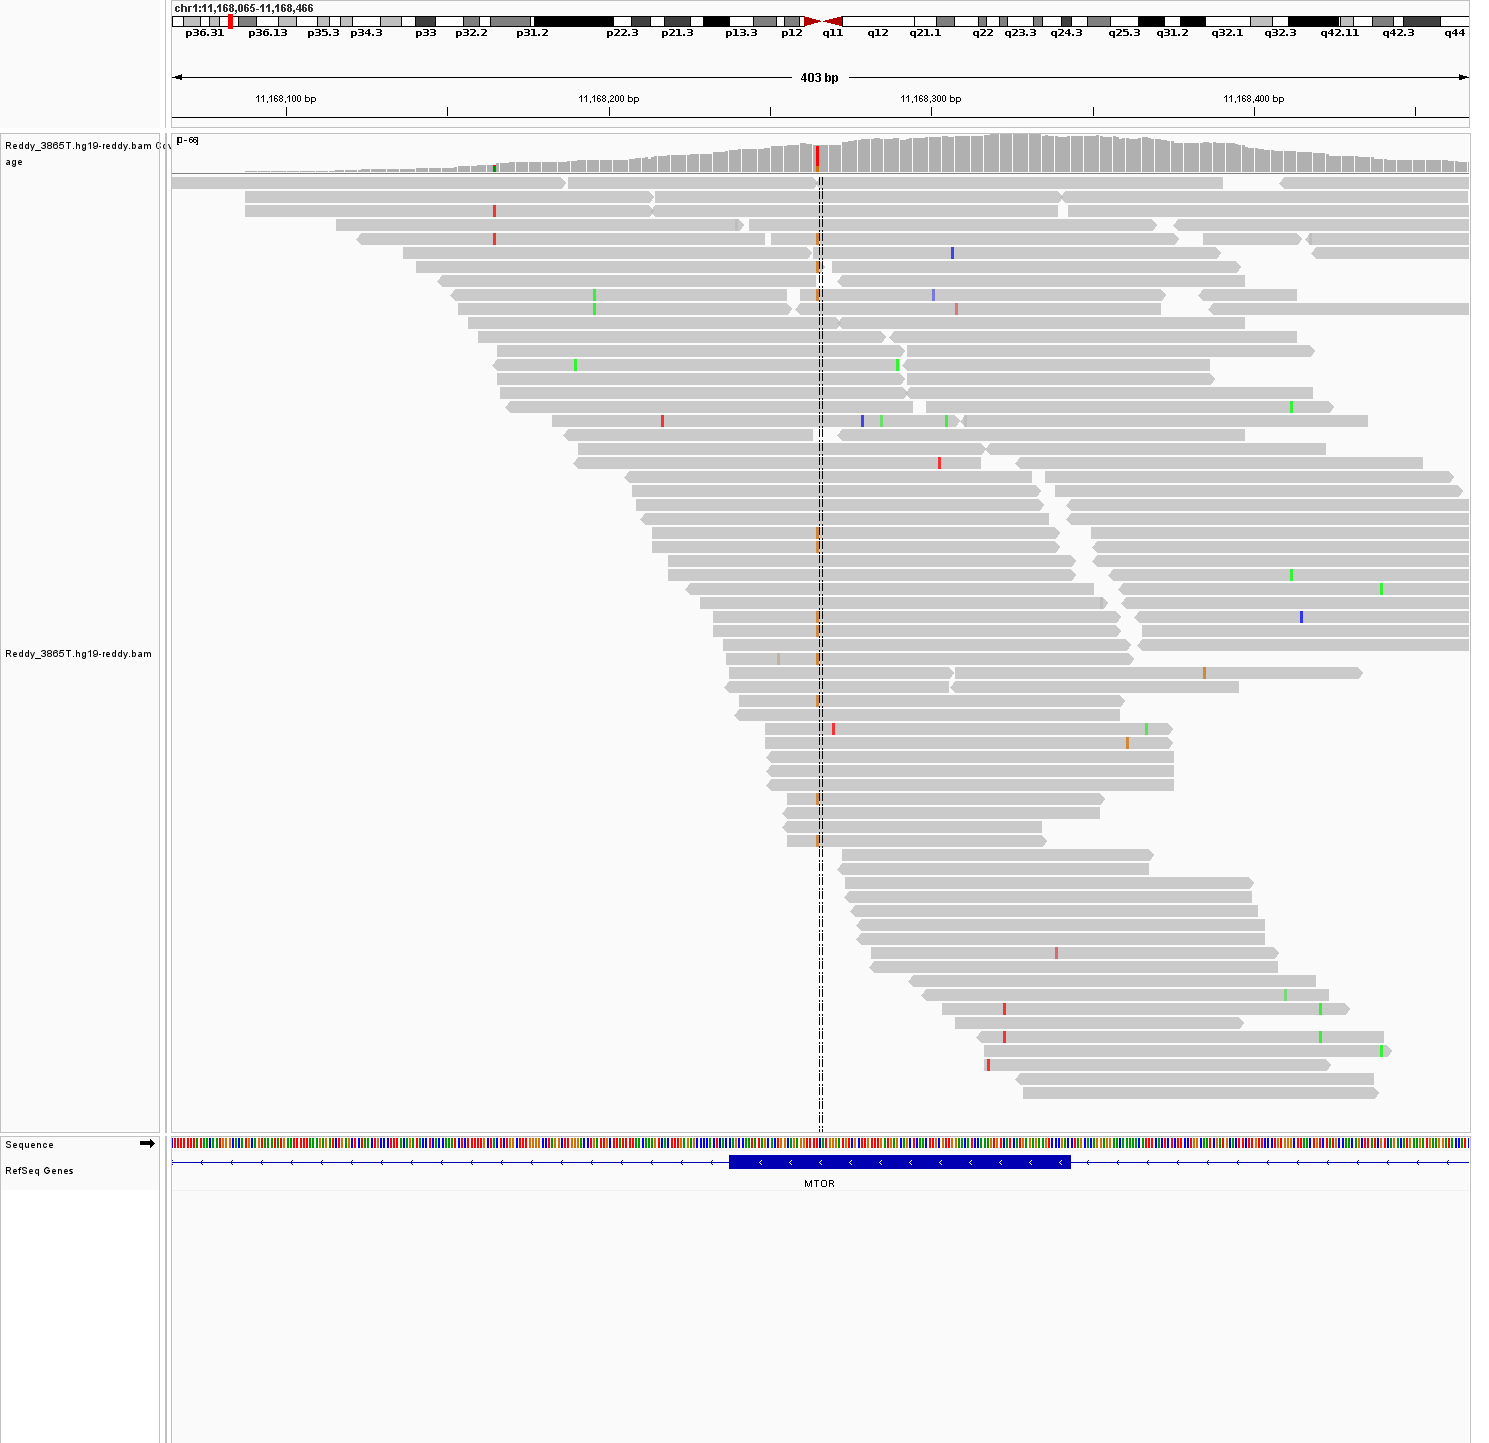 chr1:11,168,065-11,168,466
p36.31 p36.13 p35.3 p34.3 p33 p32.2 p31.2 p22.3 p21.3 p13.3 p12 q11 q12 q21.1 q22 q23.3 q24.3 q25.3 q31.2 q32.1 q32.3 q42.11 q42.3 q44
403 bp
11,168,100 bp 11,168,200 bp 11,168,300 bp 11,168,400 bp
[0 - 66]
Reddy_3865T.hg19-reddy.bam Cov
age
Reddy_3865T.hg19-reddy.bam
Sequence
RefSeq Genes
MTOR